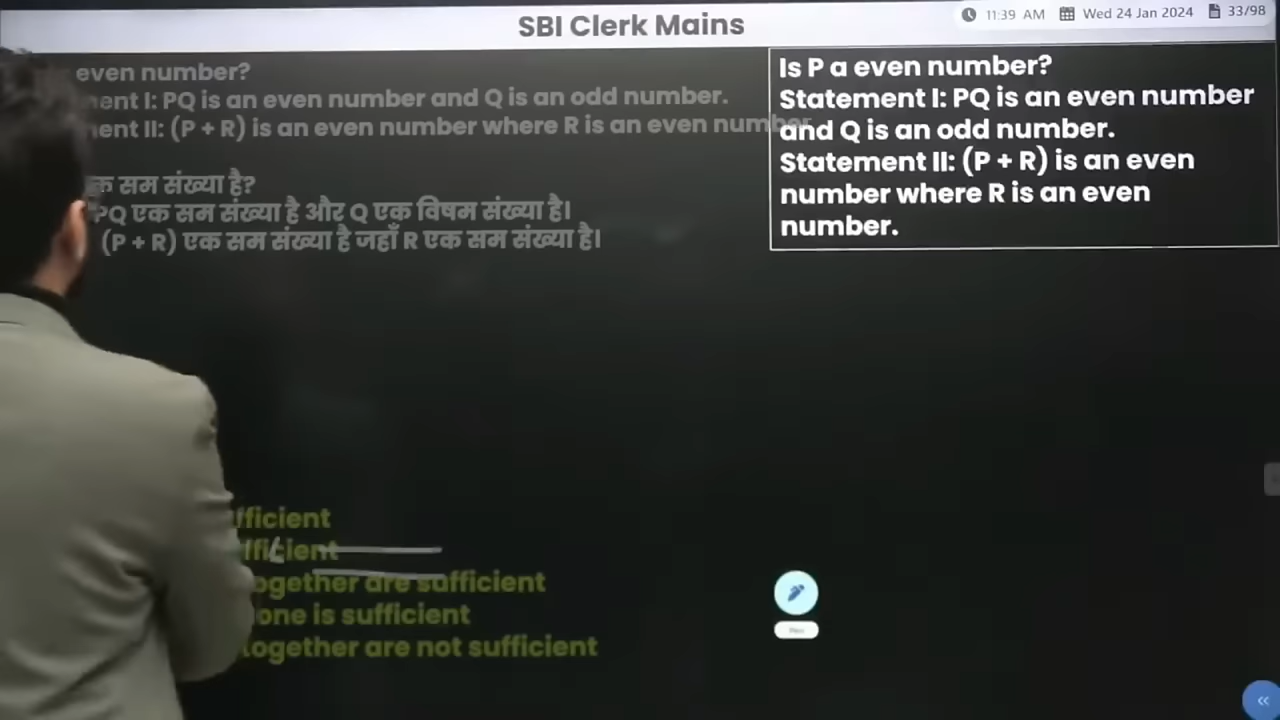 SBI Clerk Mains
11:39 AM Wed 24 Jan 2024 33/98
even number?
ent I: PQ is an even number and Q is an odd number.
ent II: (P + R) is an even number where R is an even number.
क सम संख्या है?
PQ एक सम संख्या है और Q एक विषम संख्या है।
(P + R) एक सम संख्या है जहाँ R एक सम संख्या है।
Is P a even number?
Statement I: PQ is an even number
and Q is an odd number.
Statement II: (P + R) is an even
number where R is an even
number.
fficient
fficient
ogether are sufficient
one is sufficient
together are not sufficient